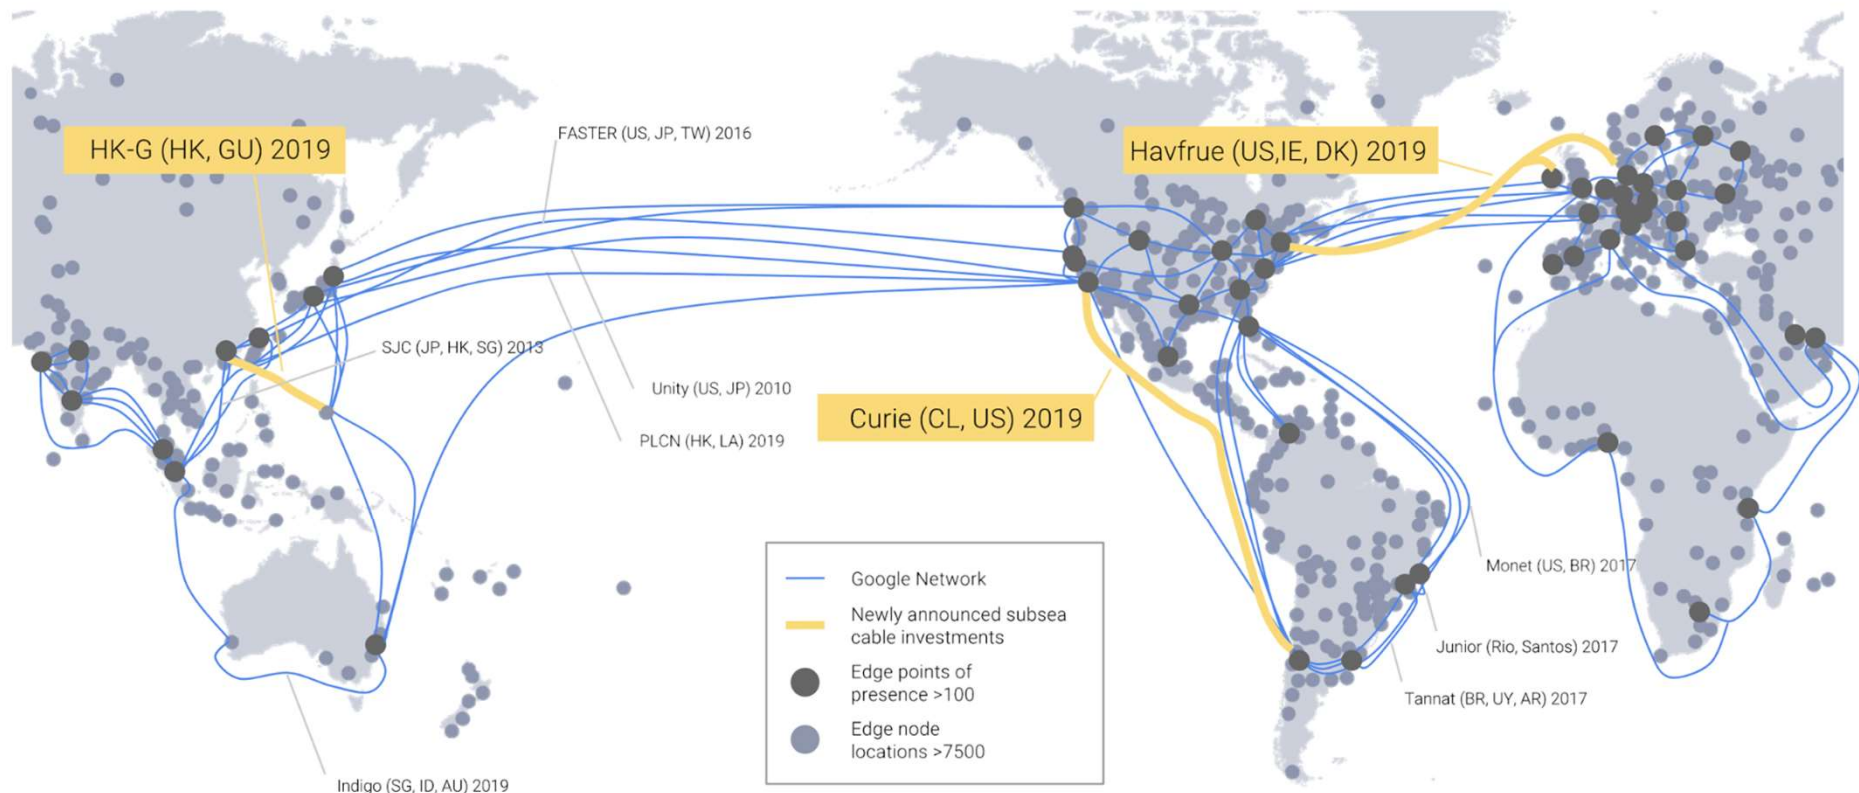 FASTER (US, JP, TW) 2016
HK-G (HK, GU) 2019
Havfrue (US,IE, DK) 2019
SJC (JP, HK, SG) 2013
Unity (US, JP) 2010
Curie (CL, US) 2019
PLCN (HK, LA) 2019
Google Network
Newly announced subsea
cable investments
Edge points of
presence >100
Edge node
locations >7500
Monet (US, BR) 2017
Junior (Rio, Santos) 2017
Tannat (BR, UY, AR) 2017
Indigo (SG, ID, AU) 2019